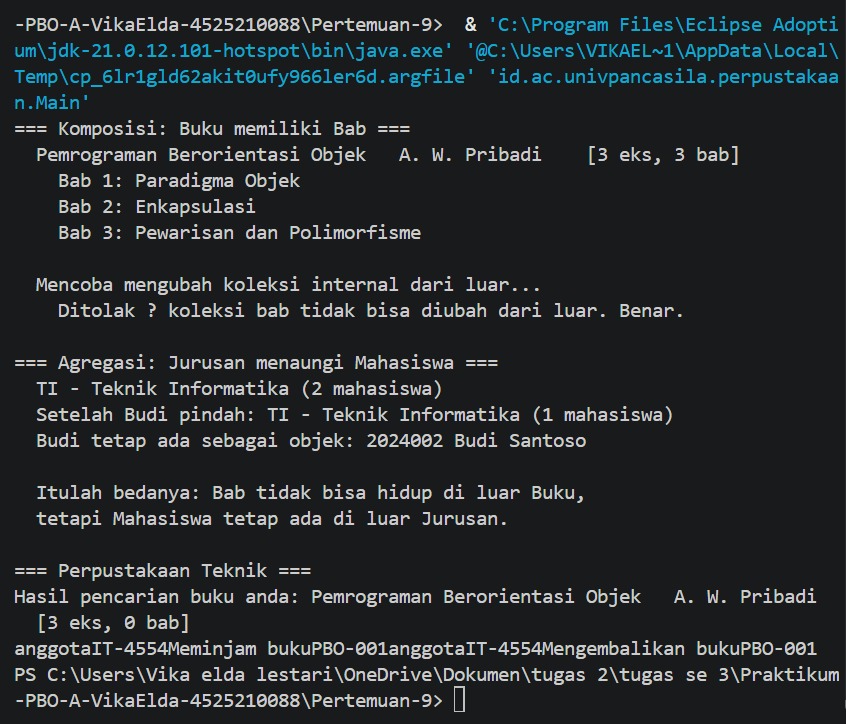 -PBO-A-VikaElda-4525210088\Pertemuan-9>  & 'C:\Program Files\Eclipse Adopti
um\jdk-21.0.12.101-hotspot\bin\java.exe' '@C:\Users\VIKAEL~1\AppData\Local\
Temp\cp_6lr1gld62akit0ufy966ler6d.argfile' 'id.ac.univpancasila.perpustakaa
n.Main'
=== Komposisi: Buku memiliki Bab ===
  Pemrograman Berorientasi Objek   A. W. Pribadi    [3 eks, 3 bab]
    Bab 1: Paradigma Objek
    Bab 2: Enkapsulasi
    Bab 3: Pewarisan dan Polimorfisme

  Mencoba mengubah koleksi internal dari luar...
    Ditolak ? koleksi bab tidak bisa diubah dari luar. Benar.

=== Agregasi: Jurusan menaungi Mahasiswa ===
  TI - Teknik Informatika (2 mahasiswa)
  Setelah Budi pindah: TI - Teknik Informatika (1 mahasiswa)
  Budi tetap ada sebagai objek: 2024002 Budi Santoso

  Itulah bedanya: Bab tidak bisa hidup di luar Buku,
  tetapi Mahasiswa tetap ada di luar Jurusan.

=== Perpustakaan Teknik ===
Hasil pencarian buku anda: Pemrograman Berorientasi Objek   A. W. Pribadi
  [3 eks, 0 bab]
anggotaIT-4554Meminjam bukuPBO-001anggotaIT-4554Mengembalikan bukuPBO-001
PS C:\Users\Vika elda lestari\OneDrive\Dokumen\tugas 2\tugas se 3\Praktikum
-PBO-A-VikaElda-4525210088\Pertemuan-9>